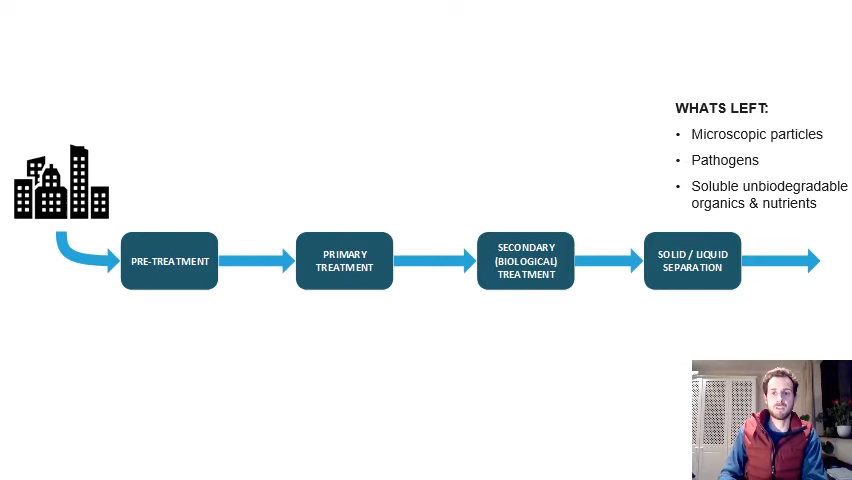 WHATS LEFT:
• Microscopic particles
• Pathogens
• Soluble unbiodegradable
organics & nutrients
PRE-TREATMENT
PRIMARY
TREATMENT
SECONDARY
(BIOLOGICAL)
TREATMENT
SOLID / LIQUID
SEPARATION